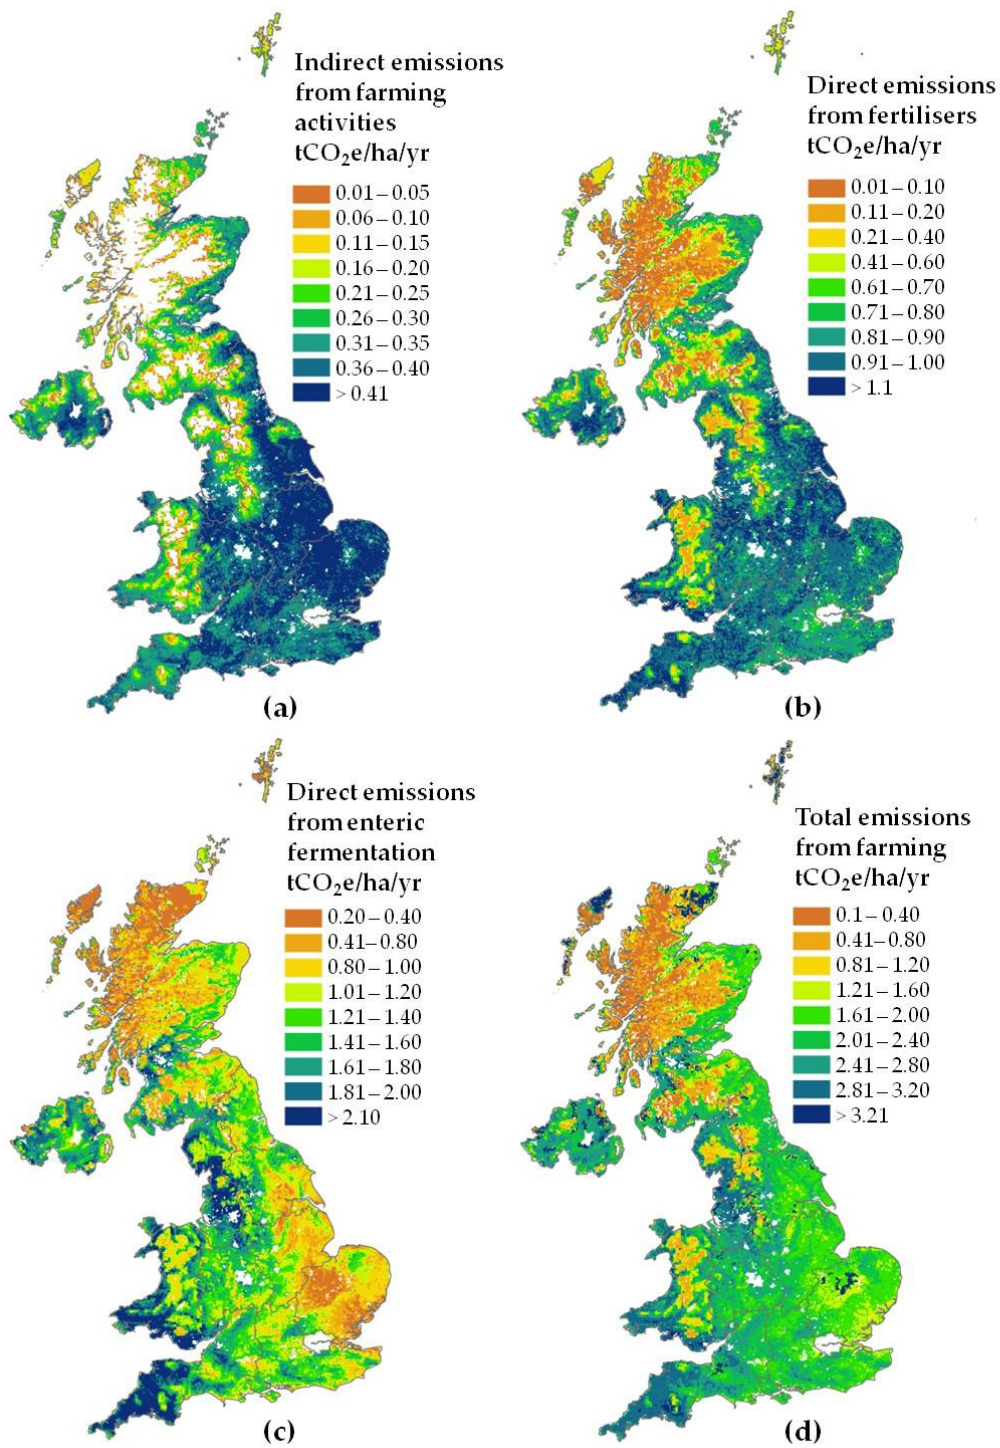 Indirect emissions
from farming
activities
tCO₂e/ha/yr
0.01 – 0.05
0.06 – 0.10
0.11 – 0.15
0.16 – 0.20
0.21 – 0.25
0.26 – 0.30
0.31 – 0.35
0.36 – 0.40
> 0.41
(a)
Direct emissions
from fertilisers
tCO₂e/ha/yr
0.01 – 0.10
0.11 – 0.20
0.21 – 0.40
0.41 – 0.60
0.61 – 0.70
0.71 – 0.80
0.81 – 0.90
0.91 – 1.00
> 1.1
(b)
Direct emissions
from enteric
fermentation
tCO₂e/ha/yr
0.20 – 0.40
0.41 – 0.80
0.80 – 1.00
1.01 – 1.20
1.21 – 1.40
1.41 – 1.60
1.61 – 1.80
1.81 – 2.00
> 2.10
(c)
Total emissions
from farming
tCO₂e/ha/yr
0.1 – 0.40
0.41 – 0.80
0.81 – 1.20
1.21 – 1.60
1.61 – 2.00
2.01 – 2.40
2.41 – 2.80
2.81 – 3.20
> 3.21
(d)